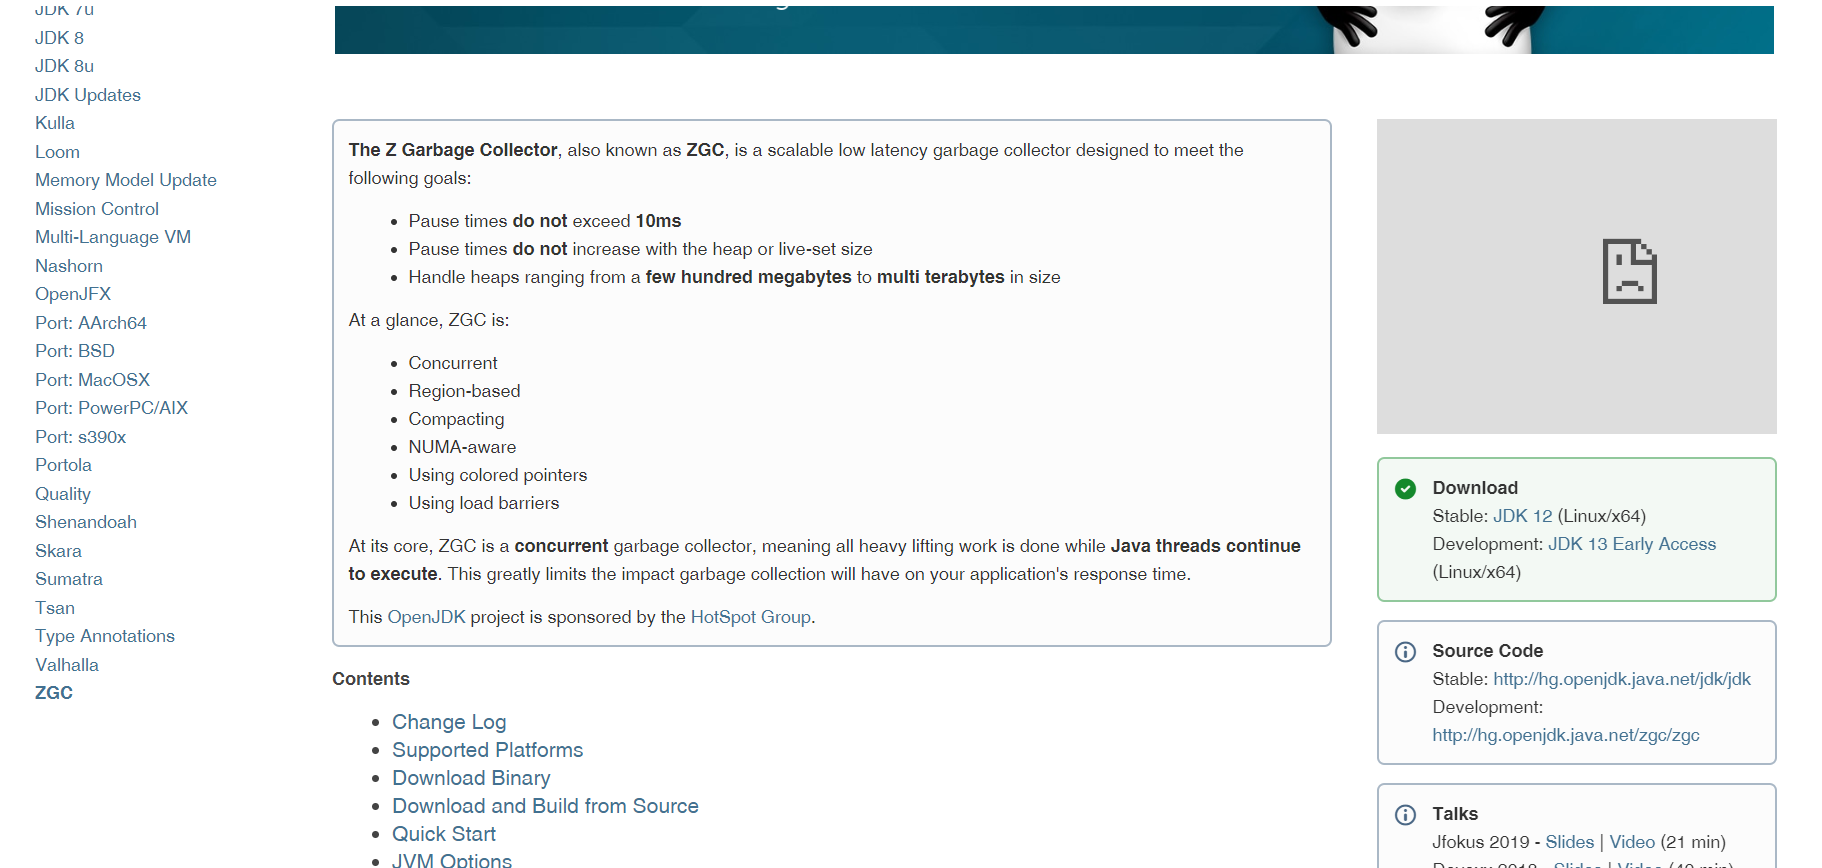 JDK 7u
JDK 8
JDK 8u
JDK Updates
Kulla
Loom
Memory Model Update
Mission Control
Multi-Language VM
Nashorn
OpenJFX
Port: AArch64
Port: BSD
Port: MacOSX
Port: PowerPC/AIX
Port: s390x
Portola
Quality
Shenandoah
Skara
Sumatra
Tsan
Type Annotations
Valhalla
ZGC
The Z Garbage Collector, also known as ZGC, is a scalable low latency garbage collector designed to meet the
following goals:
• Pause times do not exceed 10ms
• Pause times do not increase with the heap or live-set size
• Handle heaps ranging from a few hundred megabytes to multi terabytes in size
At a glance, ZGC is:
• Concurrent
• Region-based
• Compacting
• NUMA-aware
• Using colored pointers
• Using load barriers
At its core, ZGC is a concurrent garbage collector, meaning all heavy lifting work is done while Java threads continue
to execute. This greatly limits the impact garbage collection will have on your application's response time.
This OpenJDK project is sponsored by the HotSpot Group.
Contents
• Change Log
• Supported Platforms
• Download Binary
• Download and Build from Source
• Quick Start
• JVM Options
Download
Stable: JDK 12 (Linux/x64)
Development: JDK 13 Early Access
(Linux/x64)
Source Code
Stable: http://hg.openjdk.java.net/jdk/jdk
Development:
http://hg.openjdk.java.net/zgc/zgc
Talks
Jfokus 2019 - Slides | Video (21 min)